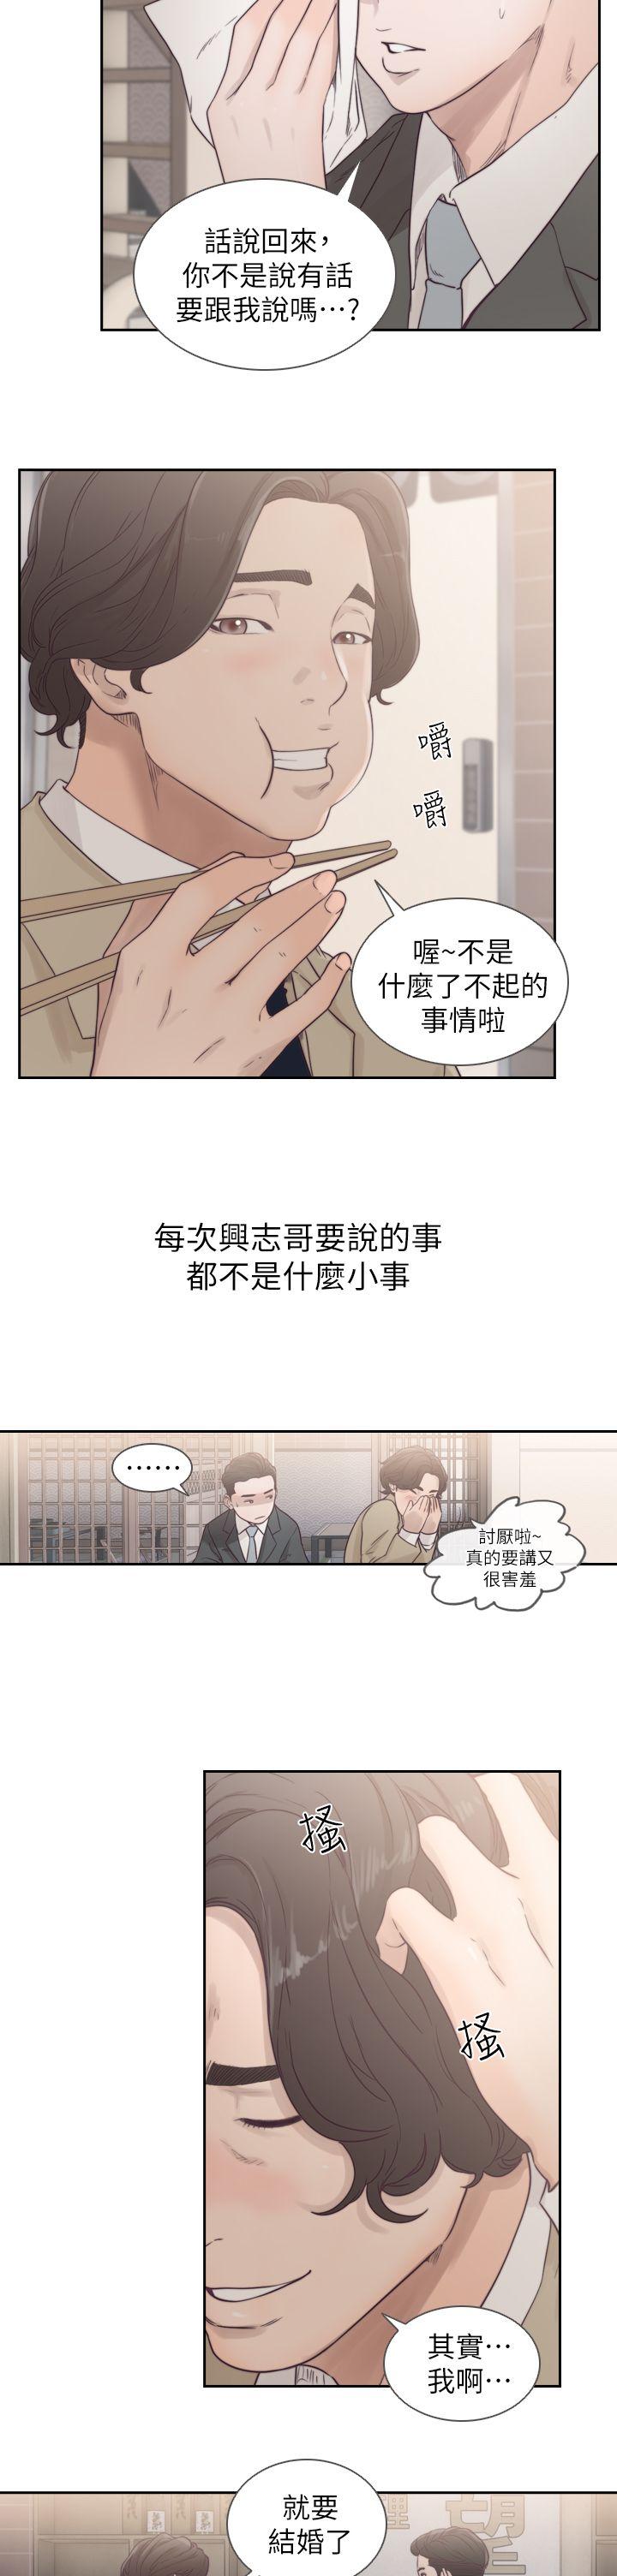 話說回來，
你不是說有話
要跟我說嗎…?
嚼
嚼
喔~不是
什麼了不起的
事情啦
每次興志哥要說的事
都不是什麼小事
……
討厭啦~
真的要講又
很害羞
搔
搔
其實…
我啊…
就要
結婚了